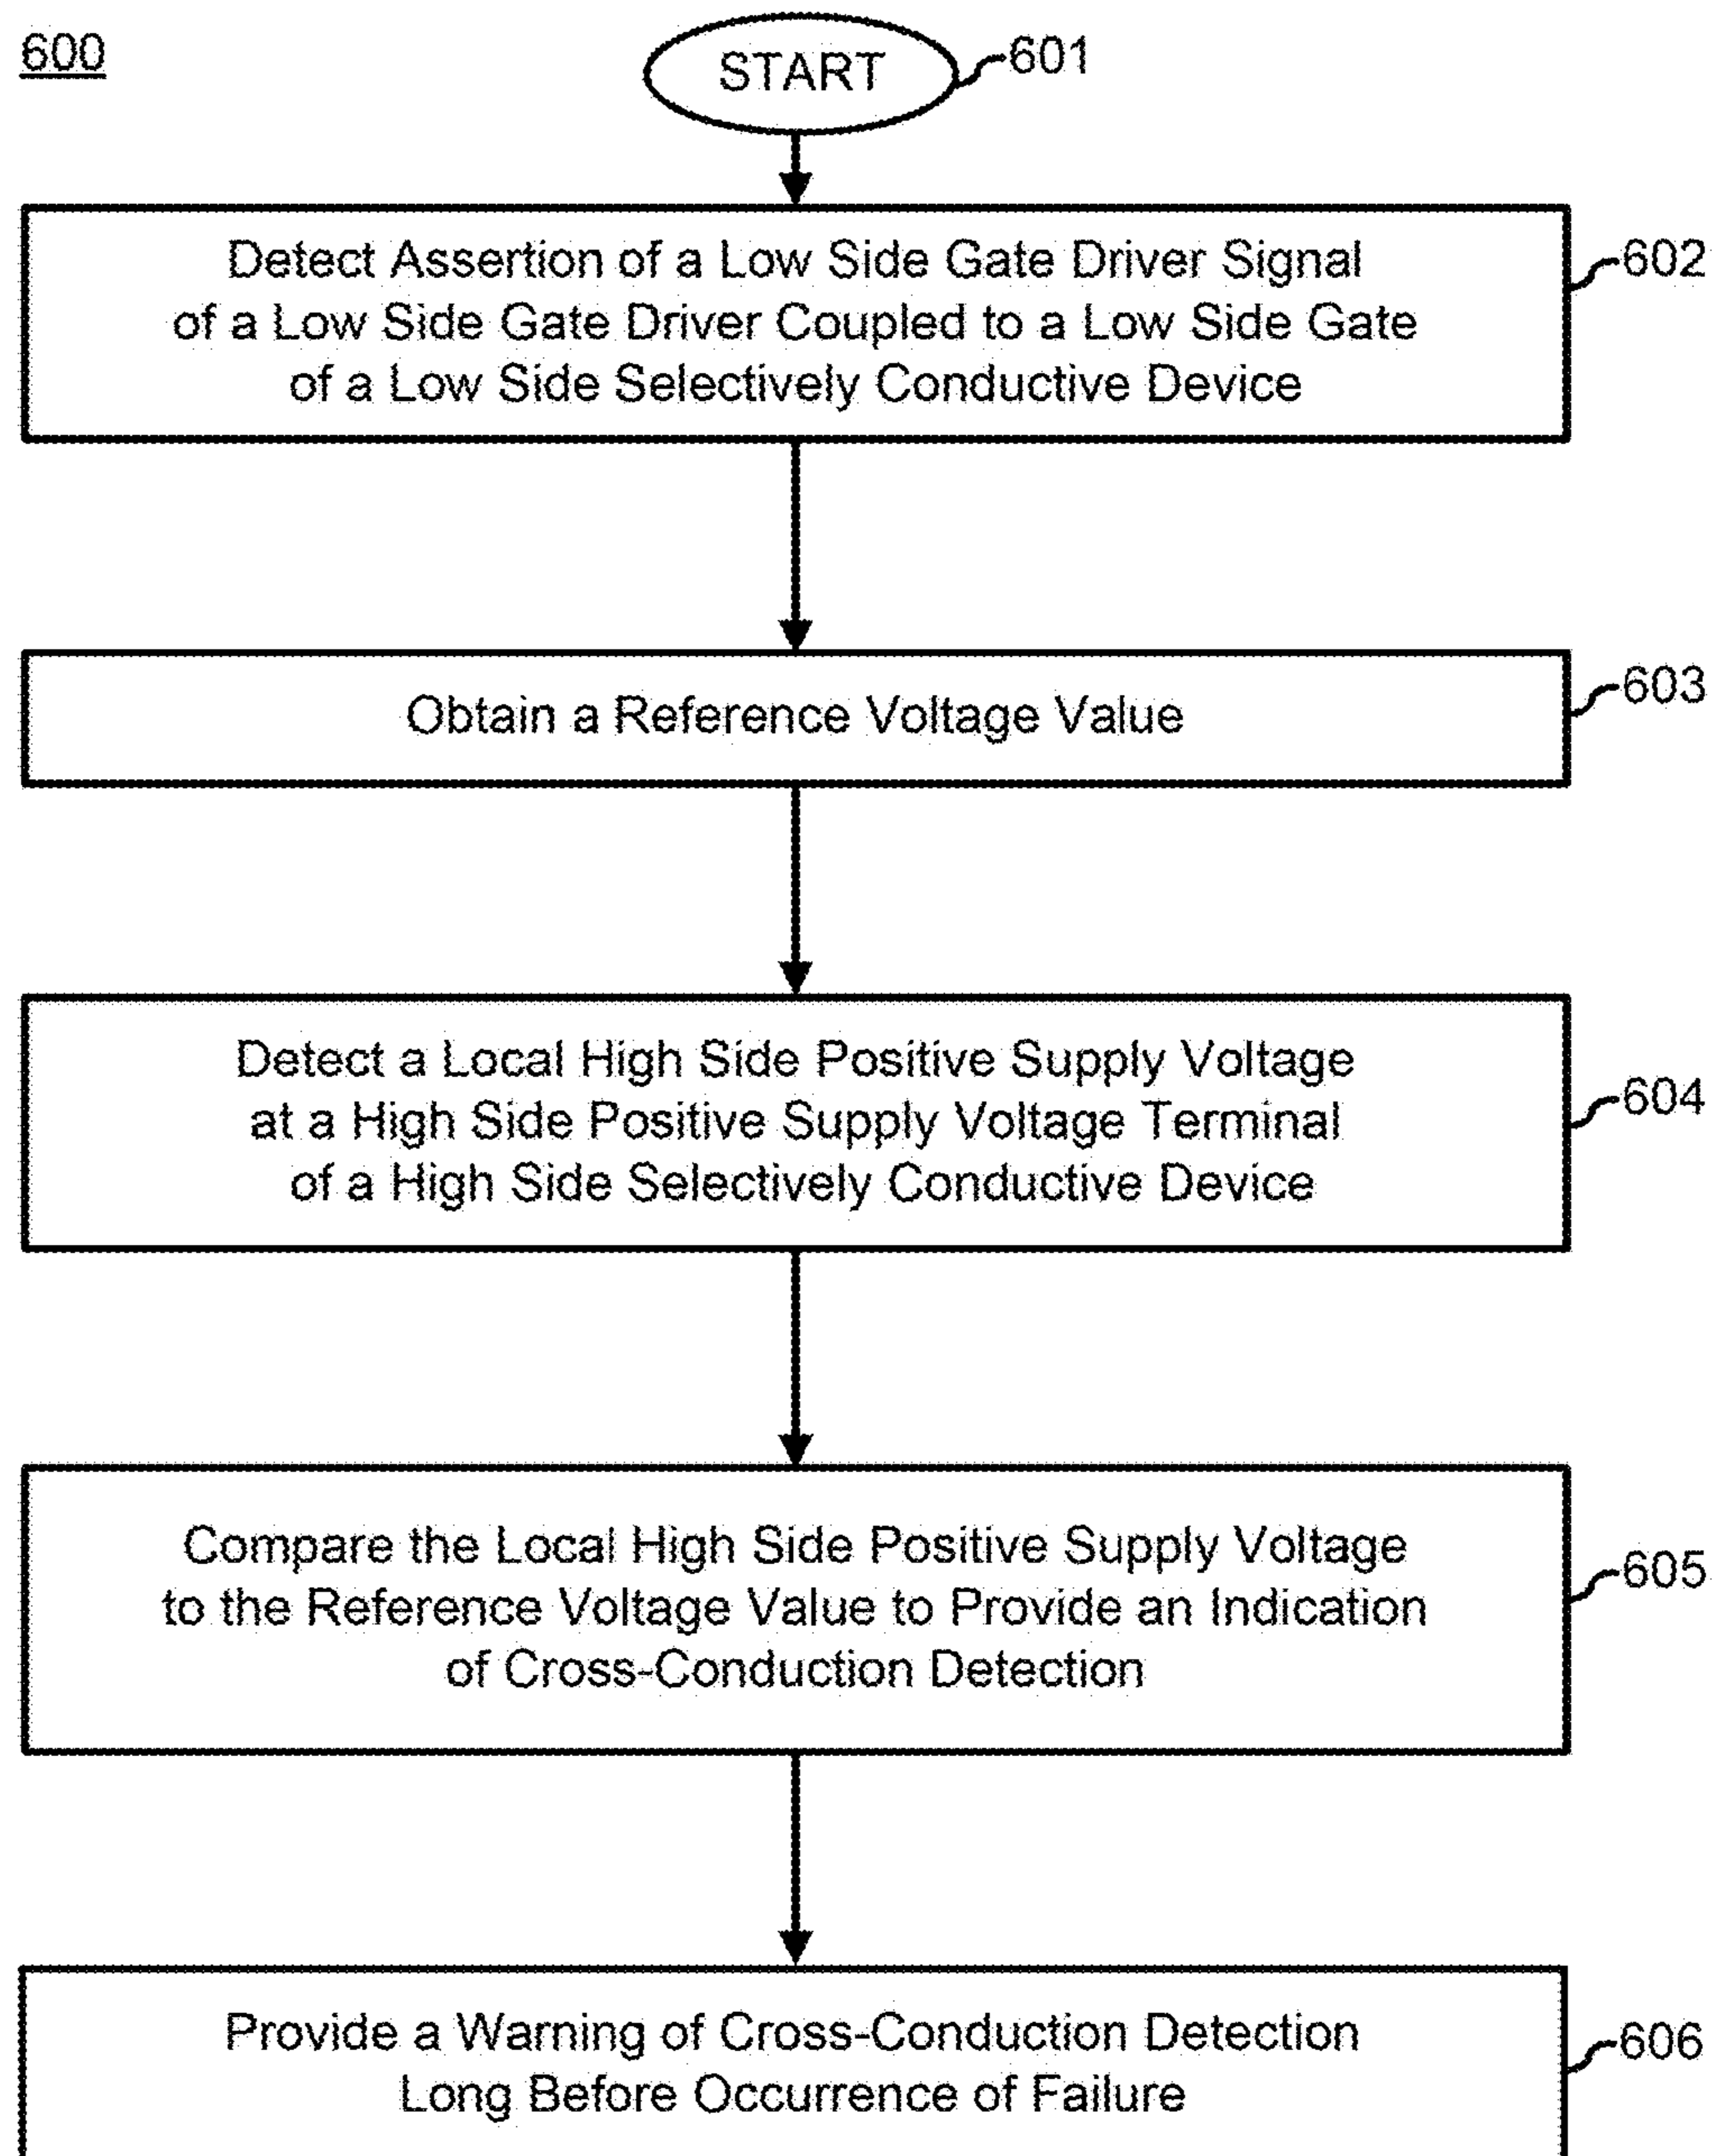 600
START
601
Detect Assertion of a Low Side Gate Driver Signal
of a Low Side Gate Driver Coupled to a Low Side Gate
of a Low Side Selectively Conductive Device
602
Obtain a Reference Voltage Value
603
Detect a Local High Side Positive Supply Voltage
at a High Side Positive Supply Voltage Terminal
of a High Side Selectively Conductive Device
604
Compare the Local High Side Positive Supply Voltage
to the Reference Voltage Value to Provide an Indication
of Cross-Conduction Detection
605
Provide a Warning of Cross-Conduction Detection
Long Before Occurrence of Failure
606